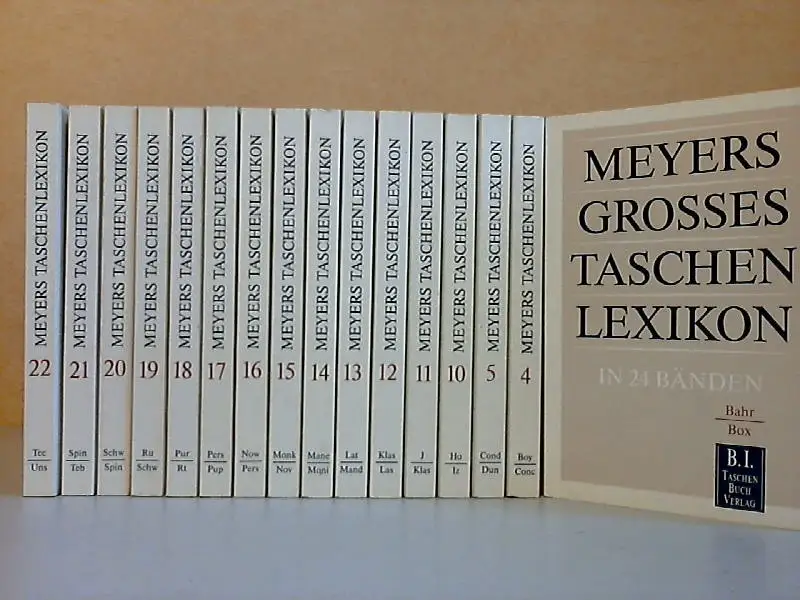 MEYERS TASCHENLEXIKON
22
Tec
Uns
MEYERS TASCHENLEXIKON
21
Spin
Teb
MEYERS TASCHENLEXIKON
20
Schw
Spin
MEYERS TASCHENLEXIKON
19
Ru
Schw
MEYERS TASCHENLEXIKON
18
Pur
Rt
MEYERS TASCHENLEXIKON
17
Pers
Pup
MEYERS TASCHENLEXIKON
16
Now
Pers
MEYERS TASCHENLEXIKON
15
Monk
Nov
MEYERS TASCHENLEXIKON
14
Mane
MEYERS TASCHENLEXIKON
13
Lat
Mand
MEYERS TASCHENLEXIKON
12
Klas
Las
MEYERS TASCHENLEXIKON
11
J
Klas
MEYERS TASCHENLEXIKON
10
Ho
Iz
MEYERS TASCHENLEXIKON
5
Cond
Dun
MEYERS TASCHENLEXIKON
4
Boy
Conc
MEYERS
GROSSES
TASCHEN
LEXIKON
IN 24 BÄNDEN
Bahr
Box
B.I.
TASCHEN
BUCH
VERLAG